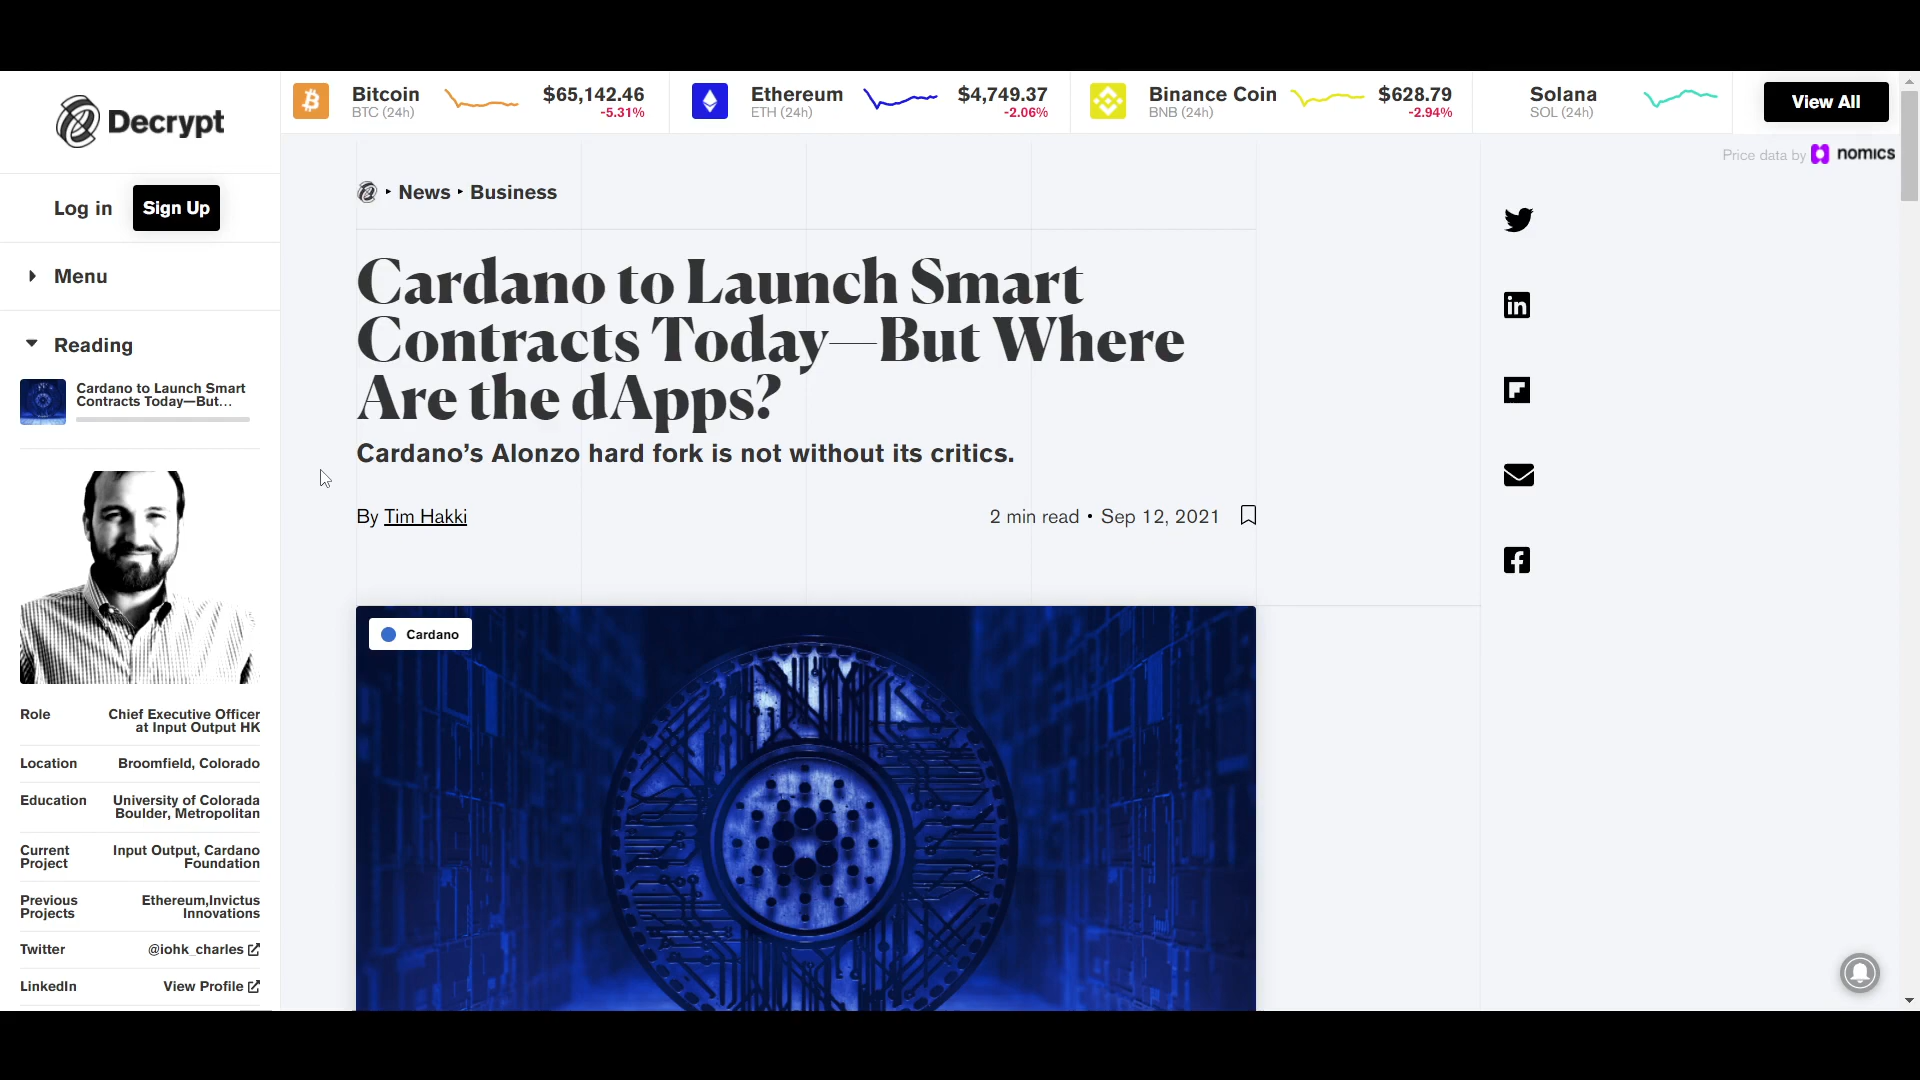 Decrypt
Log in
Sign Up
Menu
Reading
Cardano to Launch Smart
Contracts Today—But...
Role
Chief Executive Officer
at Input Output HK
Location
Broomfield, Colorado
Education
University of Colorada
Boulder, Metropolitan
Current
Project
Input Output, Cardano
Foundation
Previous
Projects
Ethereum,Invictus
Innovations
Twitter
@iohk_charles
LinkedIn
View Profile
Bitcoin
BTC (24h)
$65,142.46
-5.31%
Ethereum
ETH (24h)
$4,749.37
-2.06%
Binance Coin
BNB (24h)
$628.79
-2.94%
Solana
SOL (24h)
View All
Price data by nomics
News
Business
Cardano to Launch Smart
Contracts Today—But Where
Are the dApps?
Cardano’s Alonzo hard fork is not without its critics.
By Tim Hakki
2 min read • Sep 12, 2021
Cardano